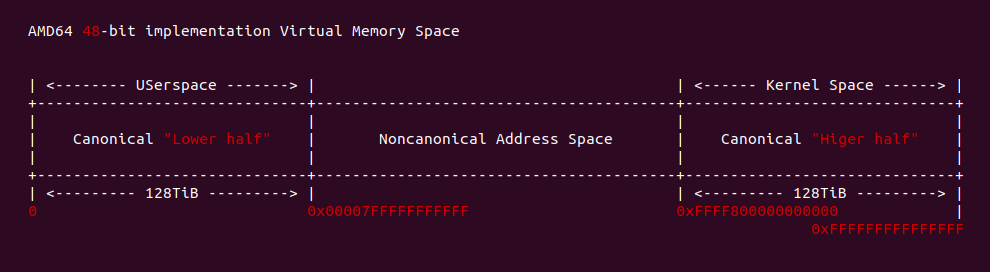 AMD64 48-bit implementation Virtual Memory Space
| <-------- USerspace -------> |                                        | <------ Kernel Space ------> |
+------------------------------+----------------------------------------+------------------------------+
|                              |                                        |                              |
|    Canonical "Lower half"    |       Noncanonical Address Space       |    Canonical "Higer half"    |
|                              |                                        |                              |
+------------------------------+----------------------------------------+------------------------------+
| <--------- 128TiB ---------> |                                        | <--------- 128TiB ---------> |
0                              0x00007FFFFFFFFFFF                       0xFFFF800000000000             |
                                                                                       0xFFFFFFFFFFFFFFF